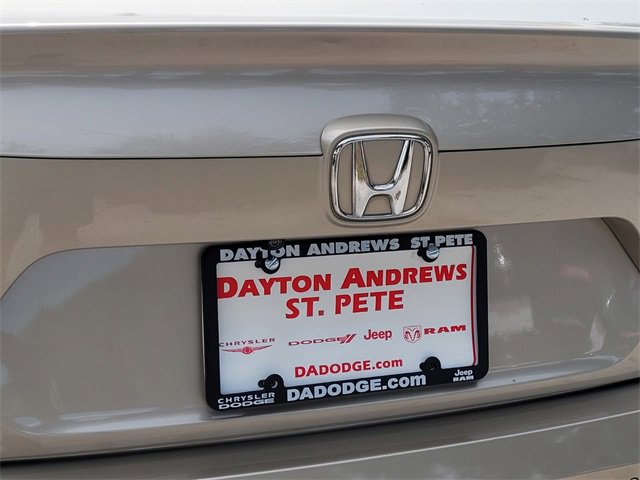 DAYTON ANDREWS ST. PETE
DAYTON ANDREWS
ST. PETE
CHRYSLER DODGE Jeep RAM
DADODGE.com
CHRYSLER
DODGE
DADODGE.com
Jeep
RAM